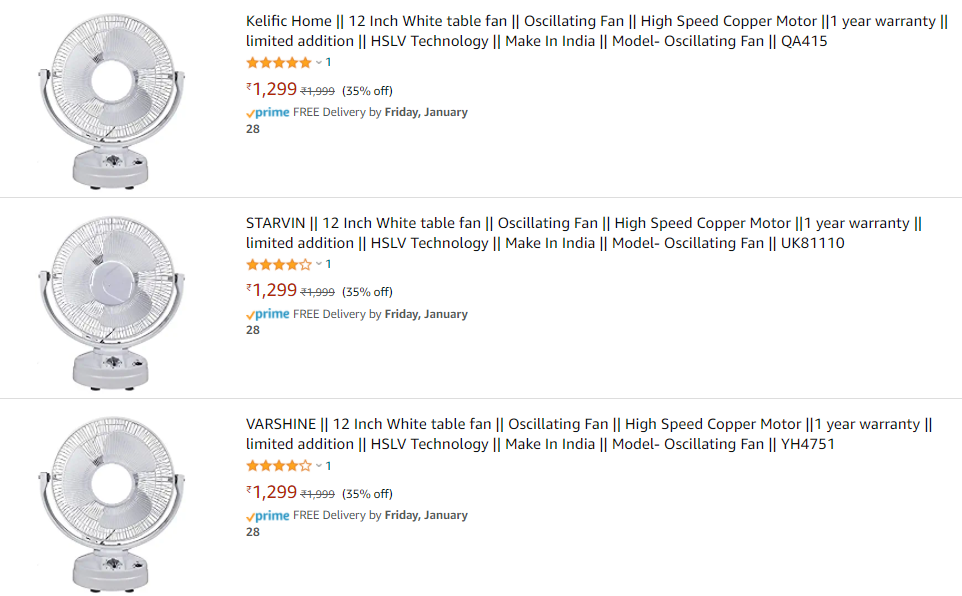 Kelific Home || 12 Inch White table fan || Oscillating Fan || High Speed Copper Motor ||1 year warranty ||
limited addition || HSLV Technology || Make In India || Model- Oscillating Fan || QA415
1
₹1,299 ₹1,999 (35% off)
prime FREE Delivery by Friday, January
28
STARVIN || 12 Inch White table fan || Oscillating Fan || High Speed Copper Motor ||1 year warranty ||
limited addition || HSLV Technology || Make In India || Model- Oscillating Fan || UK81110
1
₹1,299 ₹1,999 (35% off)
prime FREE Delivery by Friday, January
28
VARSHINE || 12 Inch White table fan || Oscillating Fan || High Speed Copper Motor ||1 year warranty ||
limited addition || HSLV Technology || Make In India || Model- Oscillating Fan || YH4751
1
₹1,299 ₹1,999 (35% off)
prime FREE Delivery by Friday, January
28